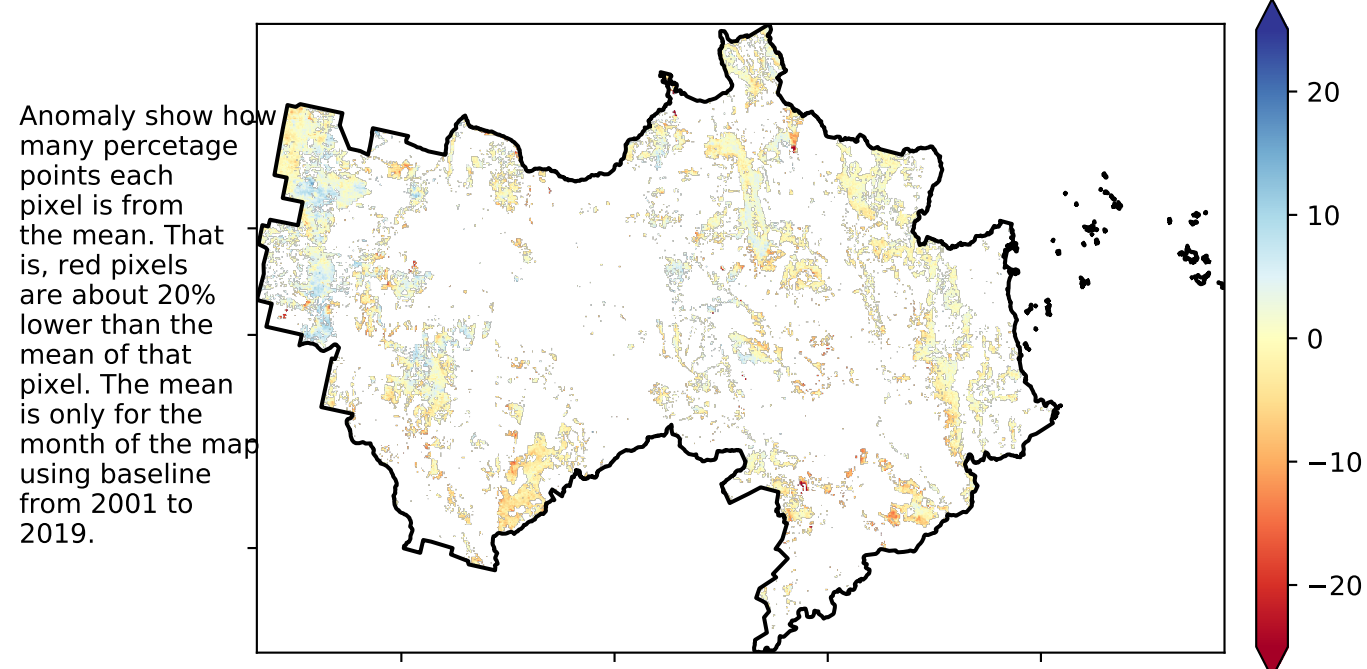 Anomaly show how
many percetage
points each
pixel is from
the mean. That
is, red pixels
are about 20%
lower than the
mean of that
pixel. The mean
is only for the
month of the map
using baseline
from 2001 to
2019.
20
10
0
−10
−20